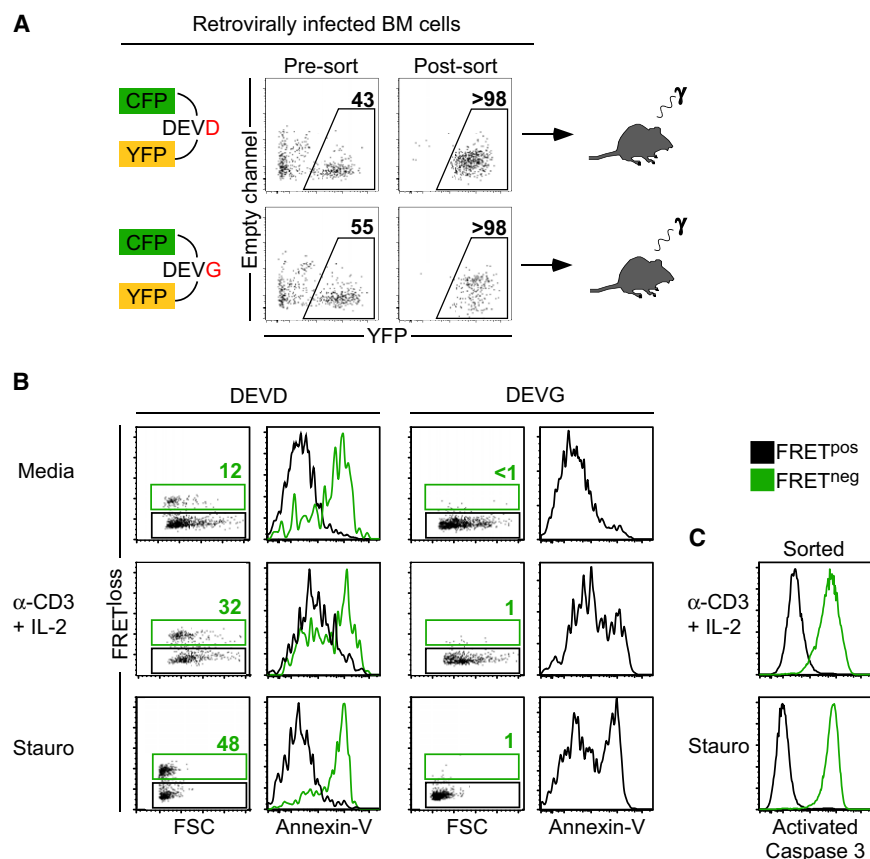 A
Retrovirally infected BM cells
Pre-sort Post-sort
CFP
DEVD
YFP
43 >98
γ
CFP
DEVG
YFP
55 >98
γ
Empty channel
YFP
B
DEVD DEVG
Media
12 <1
α-CD3
+ IL-2
32 1
Stauro
48 1
FRETloss
FSC Annexin-V FSC Annexin-V
FRETpos
FRETneg
C
Sorted
α-CD3
+ IL-2
Stauro
Activated
Caspase 3